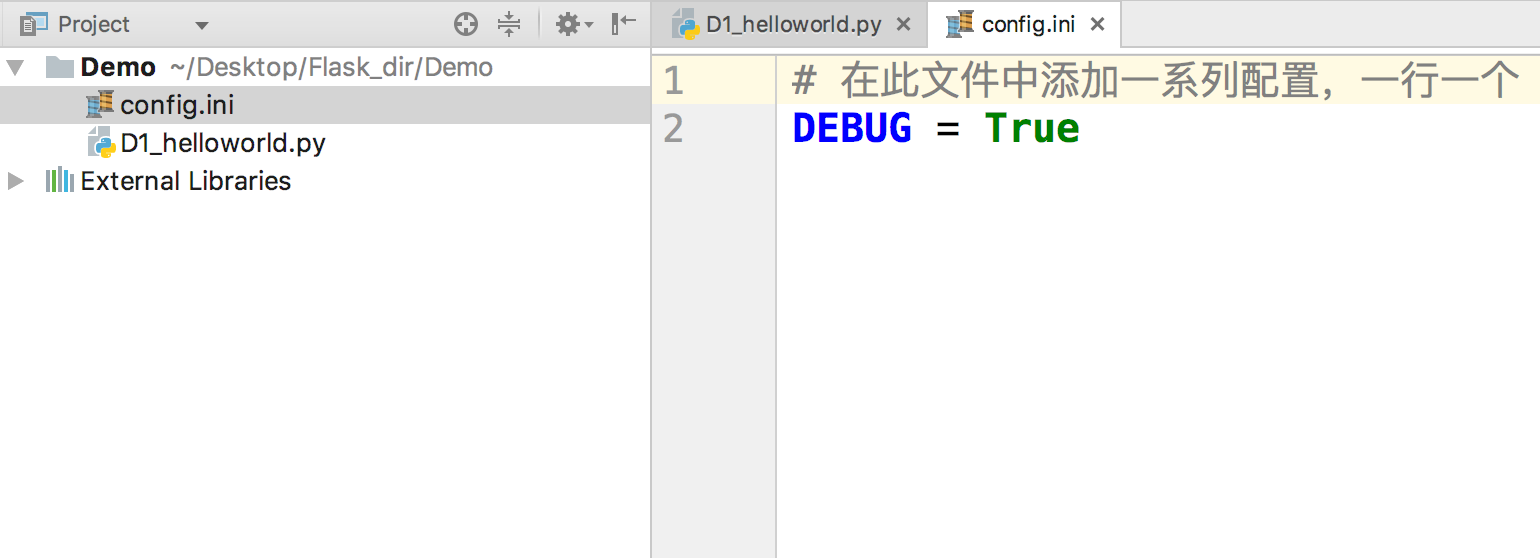 Project
D1_helloworld.py
config.ini
Demo ~/Desktop/Flask_dir/Demo
config.ini
D1_helloworld.py
External Libraries
1 # 在此文件中添加一系列配置，一行一个
2 DEBUG = True